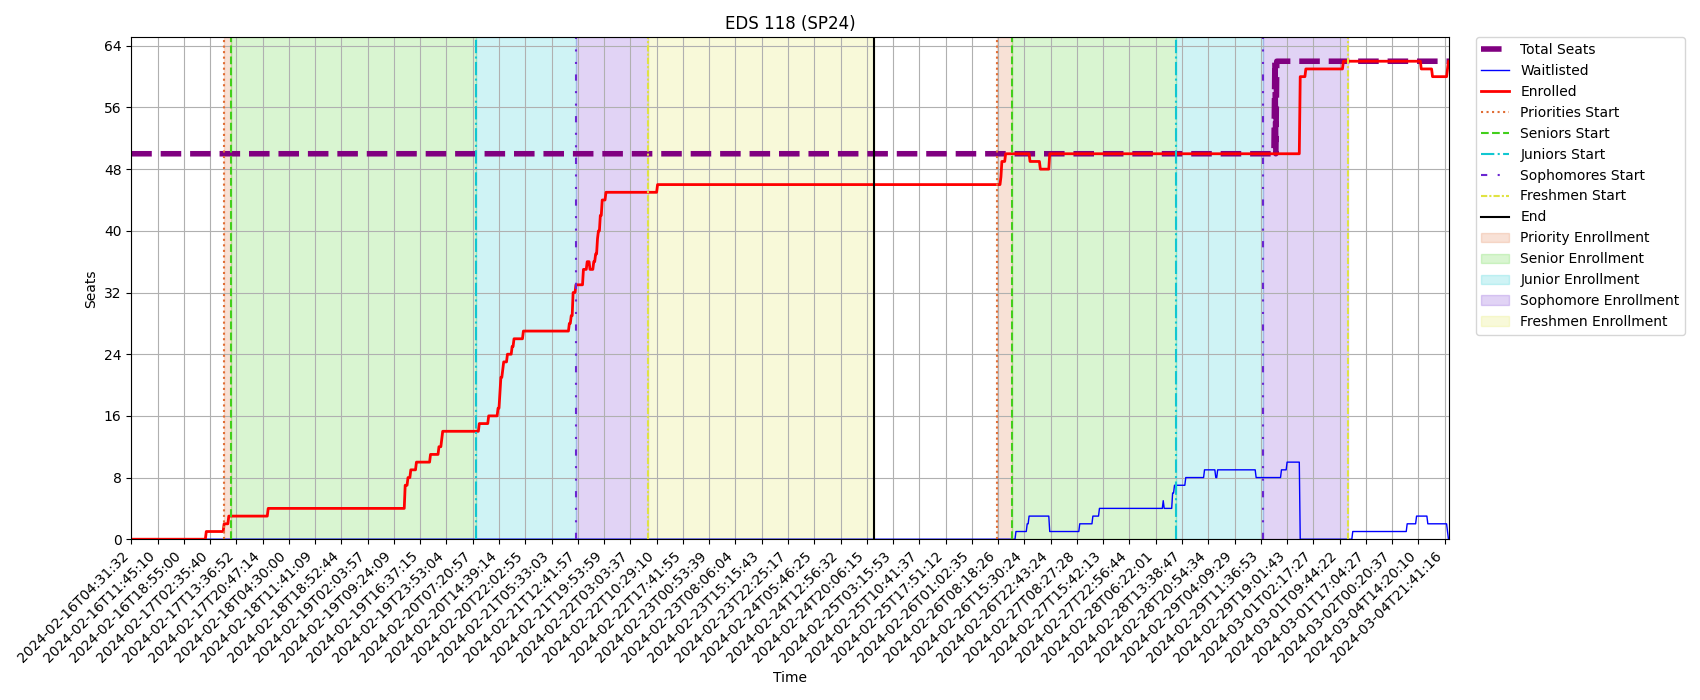 EDS 118 (SP24)
64
56
48
40
32
24
16
8
0
Seats
2024-02-16T04:31:32
2024-02-16T11:45:10
2024-02-16T18:55:00
2024-02-17T02:35:40
2024-02-17T13:36:52
2024-02-17T20:47:14
2024-02-18T04:30:00
2024-02-18T11:41:09
2024-02-18T18:52:44
2024-02-19T02:03:57
2024-02-19T09:24:09
2024-02-19T16:37:15
2024-02-19T23:53:04
2024-02-20T07:20:57
2024-02-20T14:39:14
2024-02-20T22:02:55
2024-02-21T05:33:03
2024-02-21T12:41:57
2024-02-21T19:53:59
2024-02-22T03:03:37
2024-02-22T10:29:10
2024-02-22T17:41:55
2024-02-23T00:53:39
2024-02-23T08:06:04
2024-02-23T15:15:43
2024-02-23T22:25:17
2024-02-24T05:46:25
2024-02-24T12:56:32
2024-02-24T20:06:15
2024-02-25T03:15:53
2024-02-25T10:41:37
2024-02-25T17:51:12
2024-02-26T01:02:35
2024-02-26T08:18:26
2024-02-26T15:30:24
2024-02-26T22:43:24
2024-02-27T08:27:28
2024-02-27T15:42:13
2024-02-27T22:56:44
2024-02-28T06:22:01
2024-02-28T13:38:47
2024-02-28T20:54:34
2024-02-29T04:09:29
2024-02-29T11:36:53
2024-02-29T19:01:43
2024-03-01T02:17:27
2024-03-01T09:44:22
2024-03-01T17:04:27
2024-03-02T00:20:37
2024-03-04T14:20:10
2024-03-04T21:41:16
Time
Total Seats
Waitlisted
Enrolled
Priorities Start
Seniors Start
Juniors Start
Sophomores Start
Freshmen Start
End
Priority Enrollment
Senior Enrollment
Junior Enrollment
Sophomore Enrollment
Freshmen Enrollment